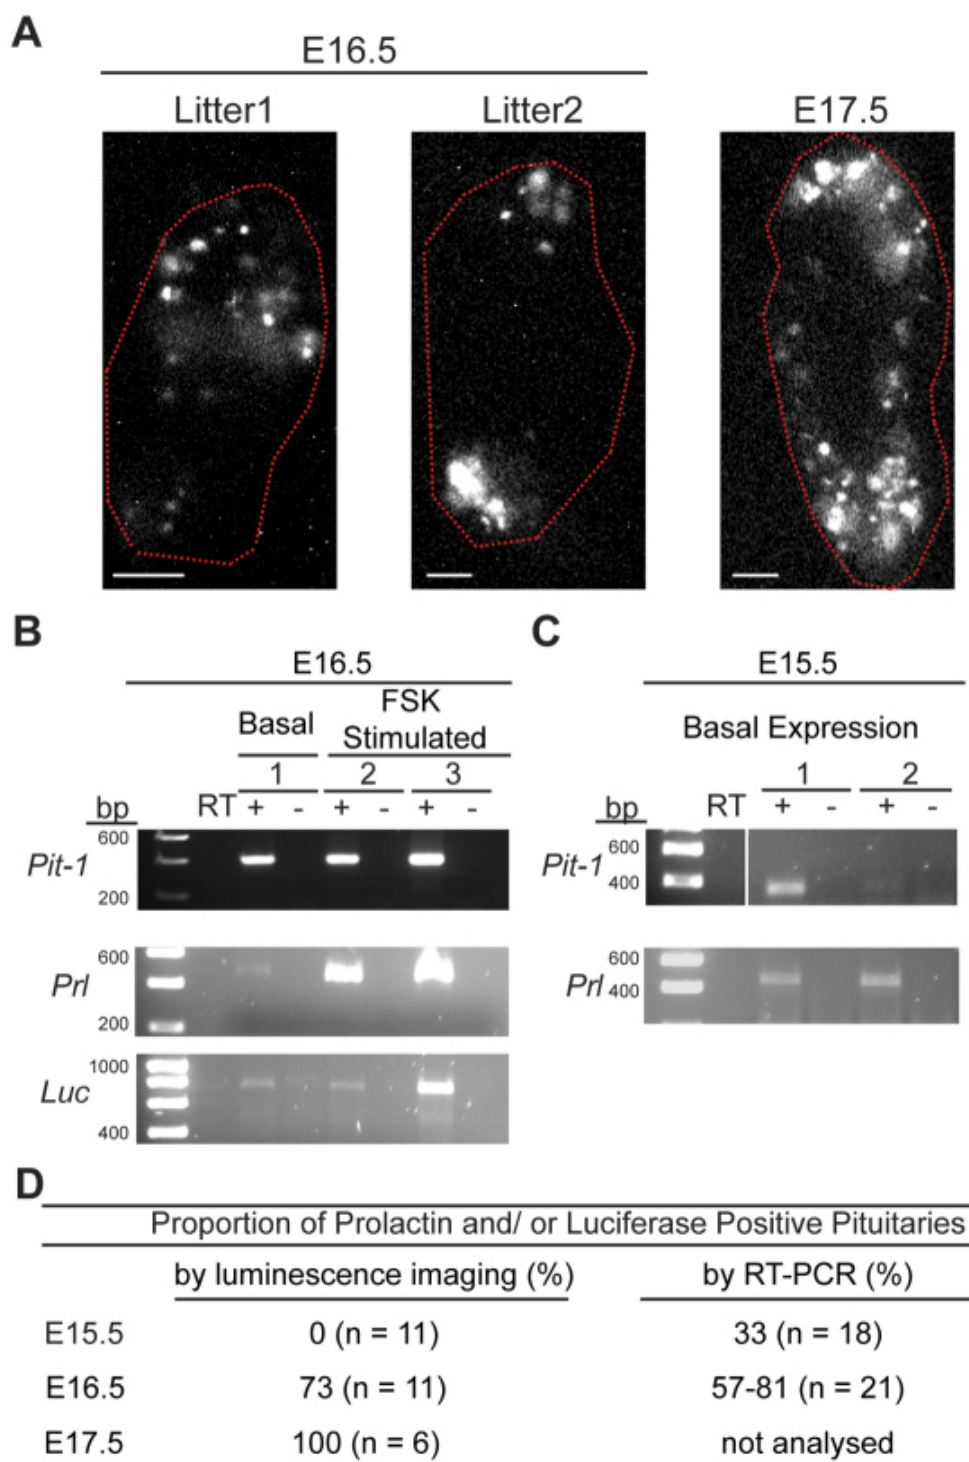 A
E16.5
Litter1 Litter2 E17.5
B C
E16.5 E15.5
Basal FSK Stimulated
Basal Expression
1 2 3
1 2
bp RT + - + - + -
bp RT + - + -
Pit-1 600
200
Pit-1 600
400
Prl 600
200
Prl 600
400
Luc 1000
400
D
Proportion of Prolactin and/ or Luciferase Positive Pituitaries
by luminescence imaging (%) by RT-PCR (%)
E15.5 0 (n = 11) 33 (n = 18)
E16.5 73 (n = 11) 57-81 (n = 21)
E17.5 100 (n = 6) not analysed